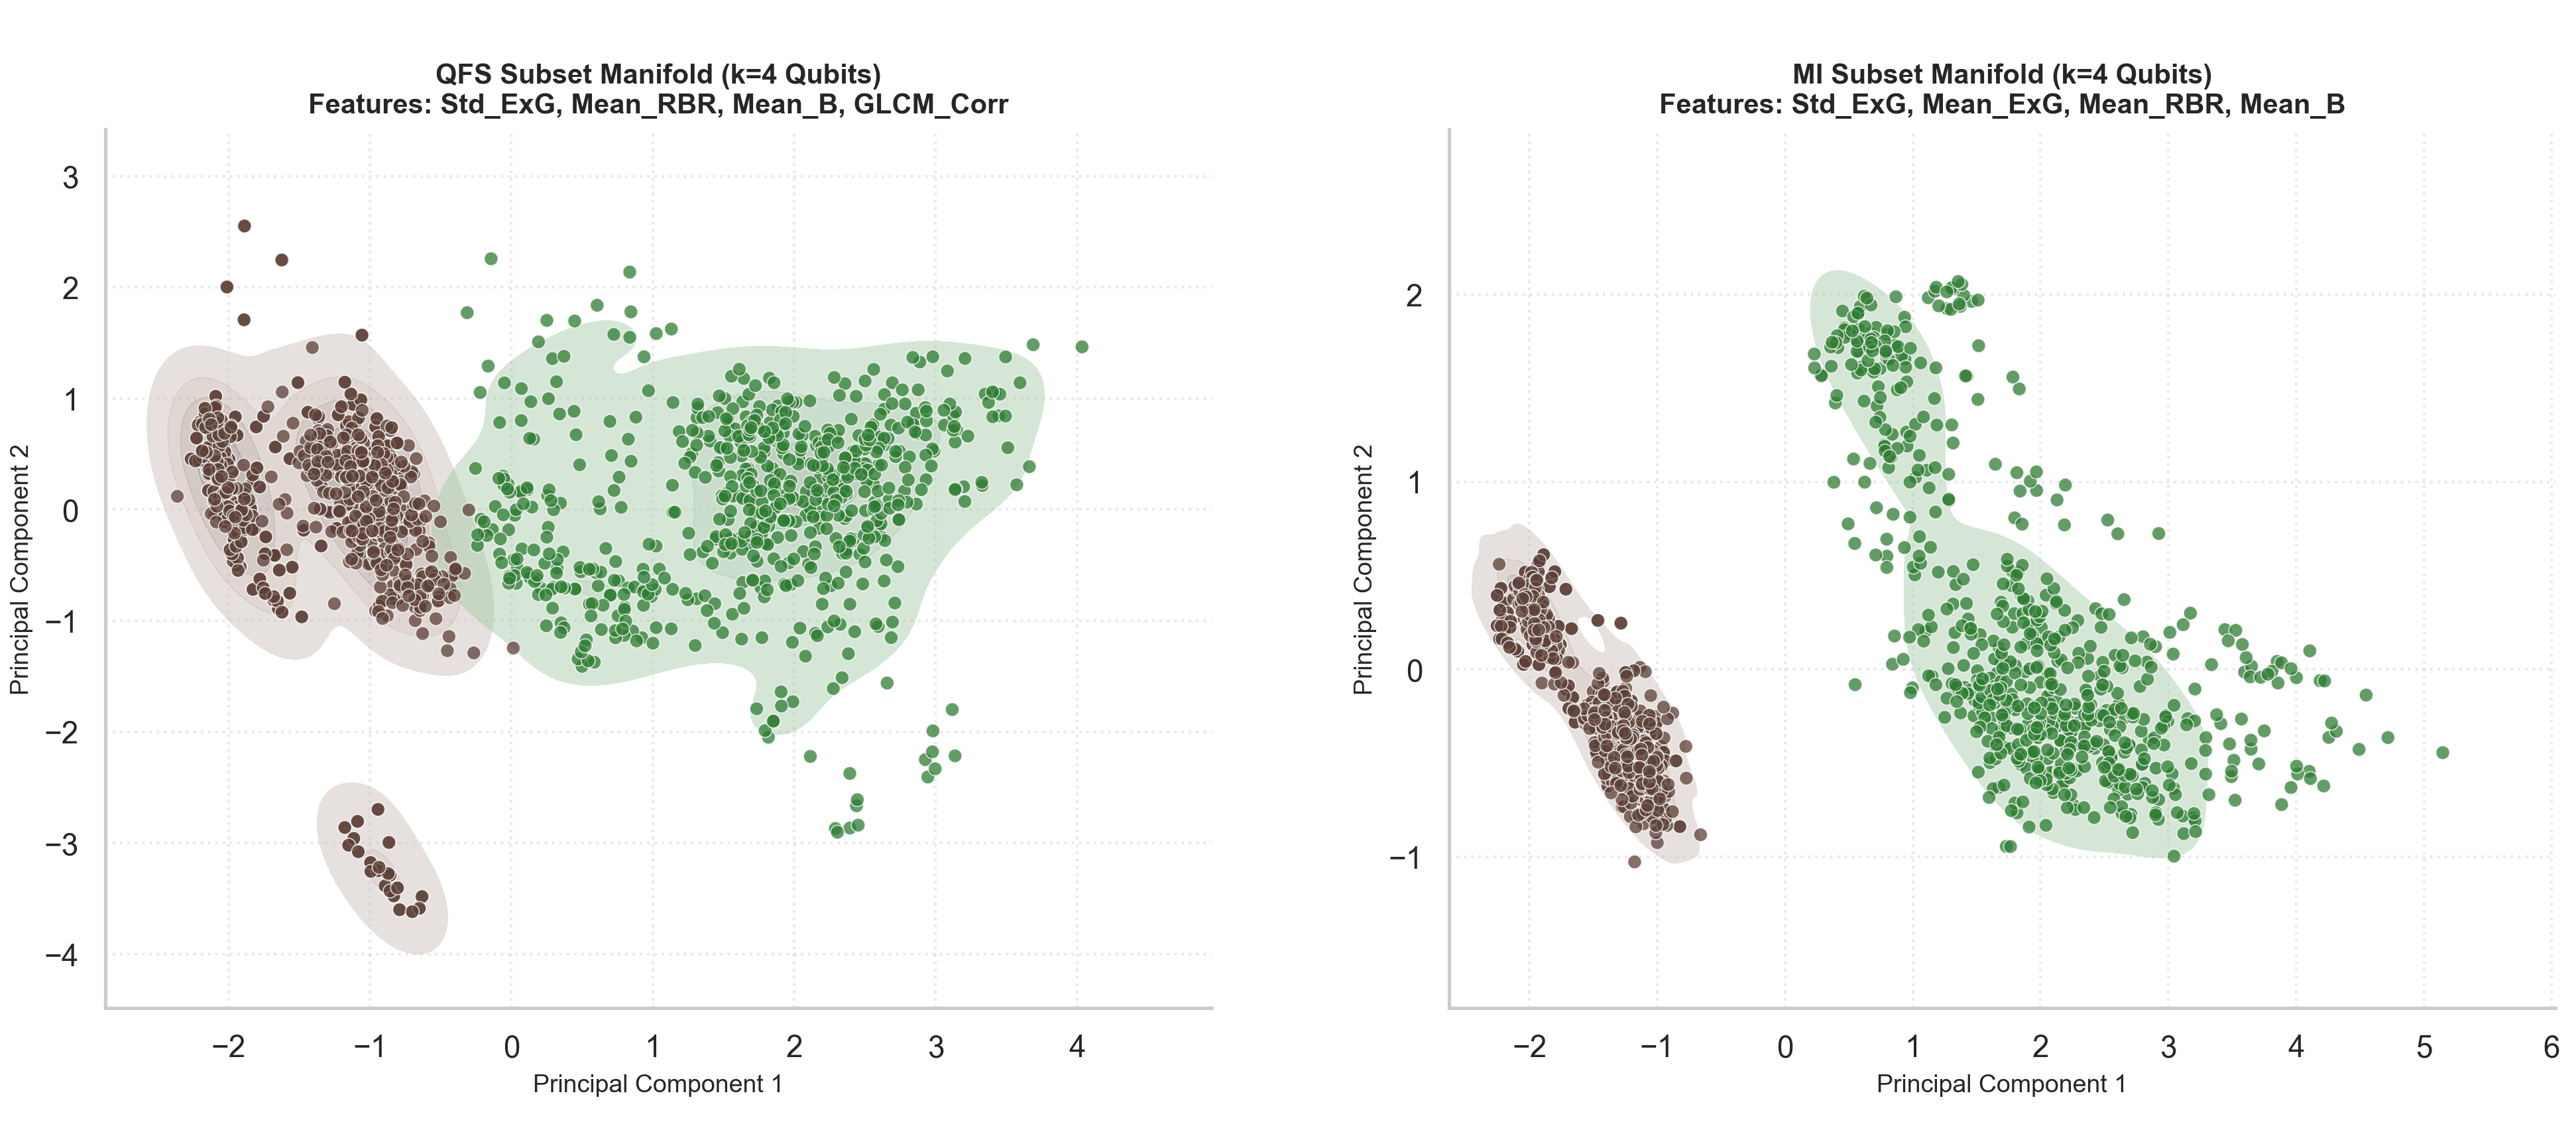 QFS Subset Manifold (k=4 Qubits)
Features: Std_ExG, Mean_RBR, Mean_B, GLCM_Corr
3
2
1
0
−1
−2
−3
−4
Principal Component 2
−2 −1 0 1 2 3 4
Principal Component 1
MI Subset Manifold (k=4 Qubits)
Features: Std_ExG, Mean_ExG, Mean_RBR, Mean_B
2
1
0
−1
Principal Component 2
−2 −1 0 1 2 3 4 5 6
Principal Component 1